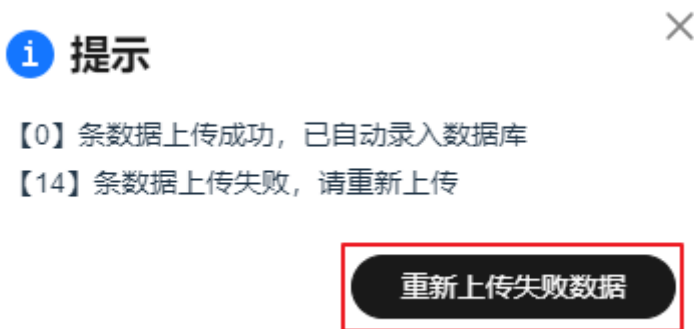 提示
【0】条数据上传成功，已自动录入数据库
【14】条数据上传失败，请重新上传
重新上传失败数据